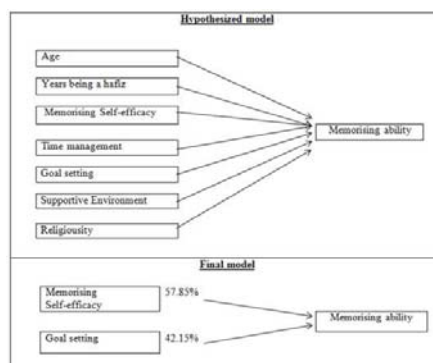 Hypothesized model
Age
Years being a hafiz
Memorising Self-efficacy
Memorising ability
Time management
Goal setting
Supportive Environment
Religiousity
Final model
Memorising
Self-efficacy
57.85%
Memorising ability
Goal setting
42.15%